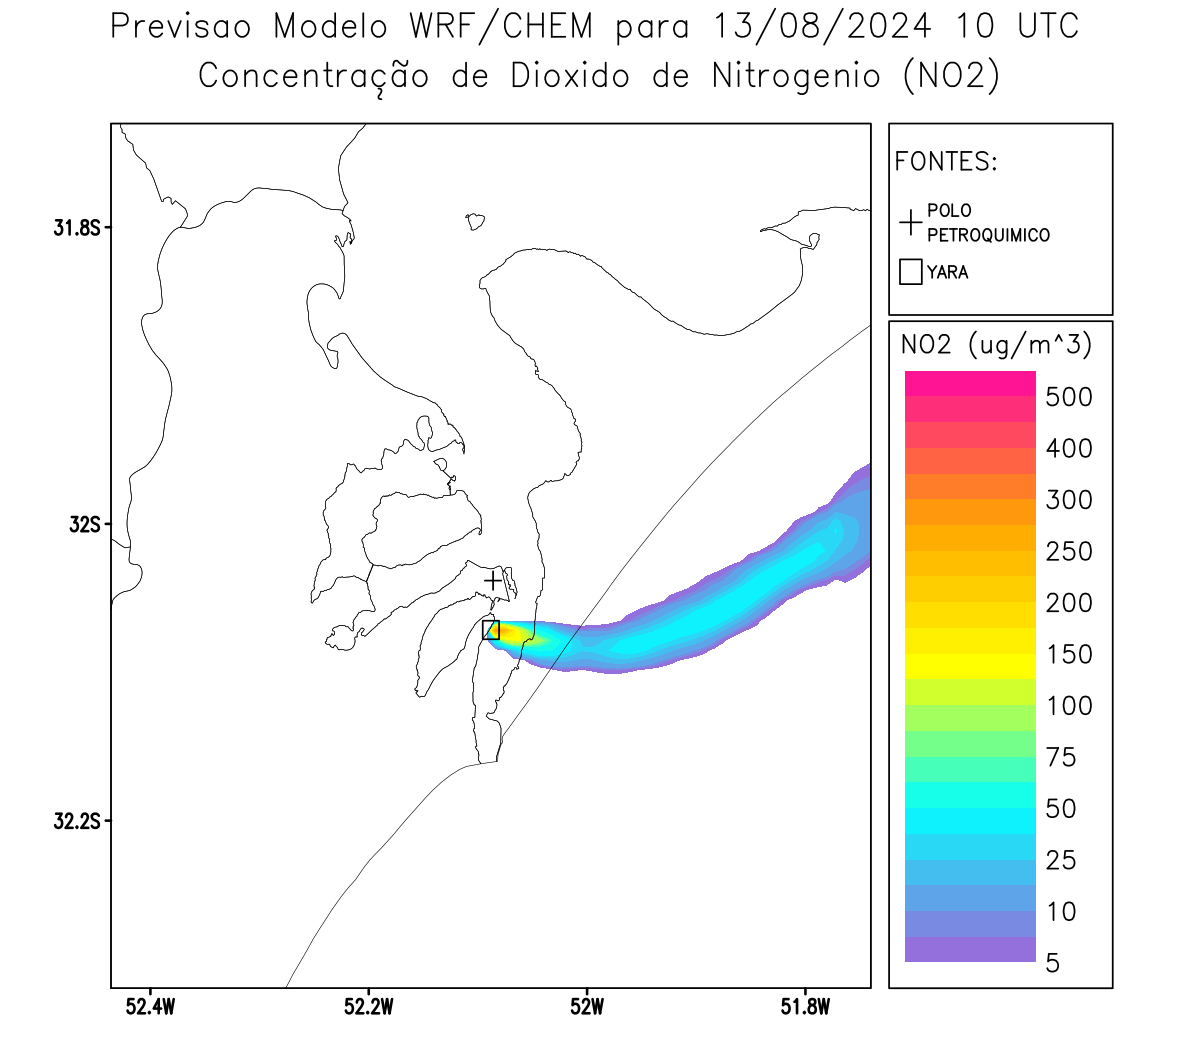 Previsao Modelo WRF/CHEM para 13/08/2024 10 UTC
Concentração de Dioxido de Nitrogenio (NO2)
FONTES:
POLO
PETROQUIMICO
YARA
31.8S
32S
32.2S
52.4W
52.2W
52W
51.8W
NO2 (ug/m^3)
500
400
300
250
200
150
100
75
50
25
10
5